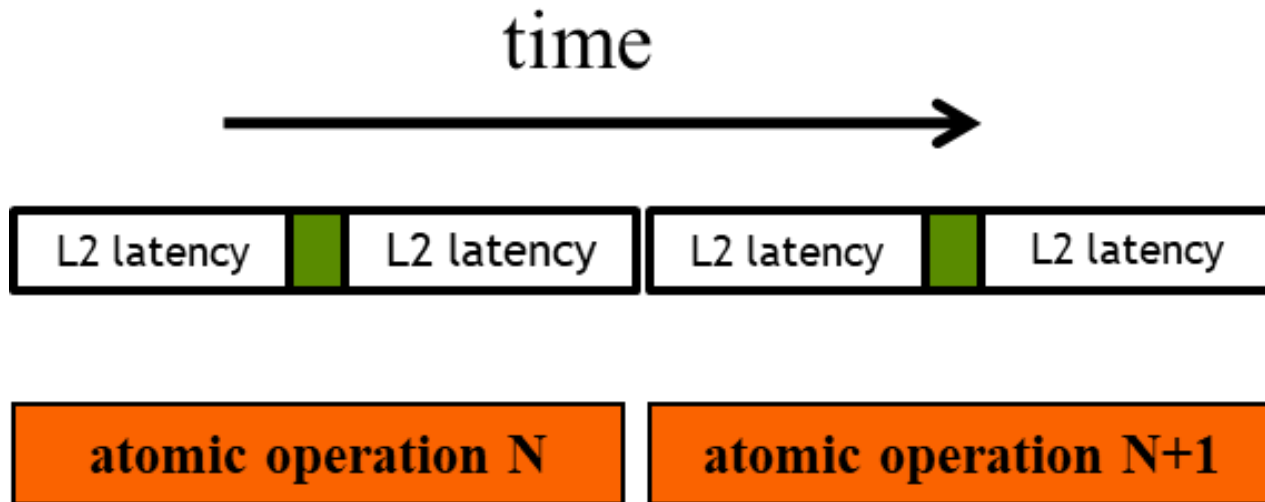 time
L2 latency L2 latency L2 latency L2 latency
atomic operation N atomic operation N+1